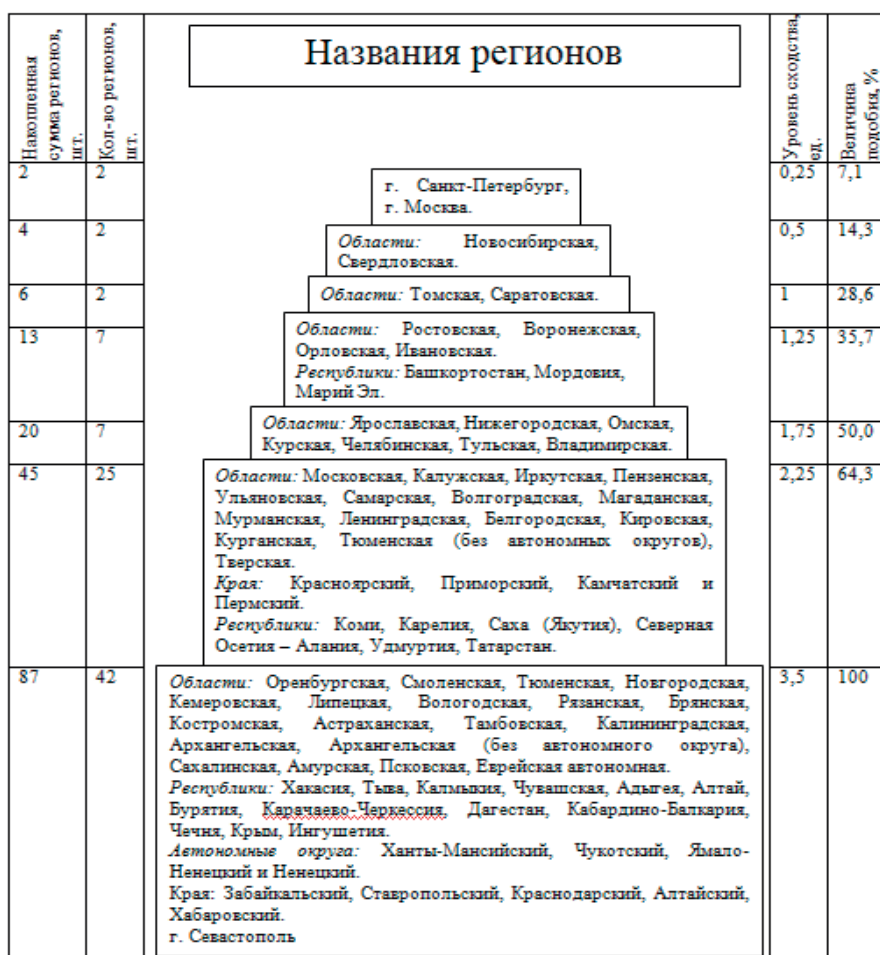 Накопленная
сумма регионов,
шт.
Кол-во регионов,
шт.
Названия регионов
Уровень сходства,
ед.
Величина
подобия, %
2
2
г. Санкт-Петербург,
г. Москва.
0,25
7,1
4
2
Области: Новосибирская,
Свердловская.
0,5
14,3
6
2
Области: Томская, Саратовская.
1
28,6
13
7
Области: Ростовская, Воронежская,
Орловская, Ивановская.
Республики: Башкортостан, Мордовия,
Марий Эл.
1,25
35,7
20
7
Области: Ярославская, Нижегородская, Омская,
Курская, Челябинская, Тульская, Владимирская.
1,75
50,0
45
25
Области: Московская, Калужская, Иркутская, Пензенская,
Ульяновская, Самарская, Волгоградская, Магаданская,
Мурманская, Ленинградская, Белгородская, Кировская,
Курганская, Тюменская (без автономных округов),
Тверская.
Края: Красноярский, Приморский, Камчатский и
Пермский.
Республики: Коми, Карелия, Саха (Якутия), Северная
Осетия – Алания, Удмуртия, Татарстан.
2,25
64,3
87
42
Области: Оренбургская, Смоленская, Тюменская, Новгородская,
Кемеровская, Липецкая, Вологодская, Рязанская, Брянская,
Костромская, Астраханская, Тамбовская, Калининградская,
Архангельская, Архангельская (без автономного округа),
Сахалинская, Амурская, Псковская, Еврейская автономная.
Республики: Хакасия, Тыва, Калмыкия, Чувашская, Адыгея, Алтай,
Бурятия, Карачаево-Черкессия, Дагестан, Кабардино-Балкария,
Чечня, Крым, Ингушетия.
Автономные округа: Ханты-Мансийский, Чукотский, Ямало-
Ненецкий и Ненецкий.
Края: Забайкальский, Ставропольский, Краснодарский, Алтайский,
Хабаровский.
г. Севастополь
3,5
100